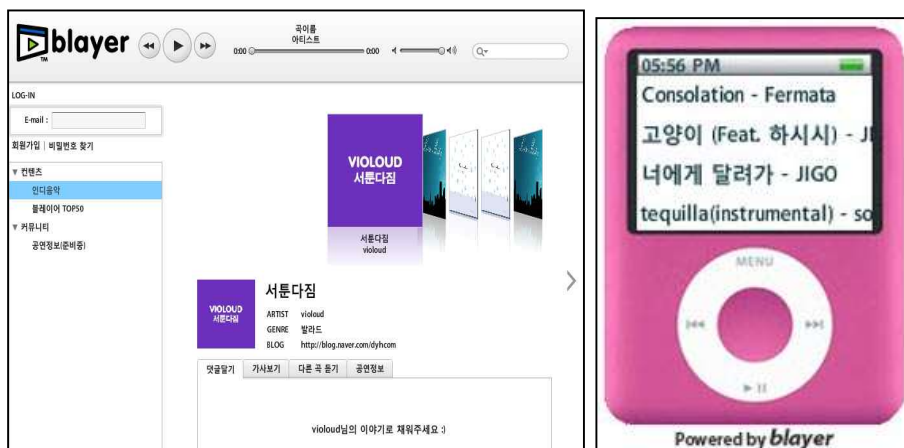 blayer
TM
곡이름
아티스트
0:00
0:00
Q
LOG-IN
E-mail :
회원가입 | 비밀번호 찾기
▼ 컨텐츠
인디음악
블레이어 TOP50
▼ 커뮤니티
공연정보(준비중)
VIOLOUD
서툰다짐
서툰다짐
violoud
VIOLOUD
서툰다짐
서툰다짐
ARTIST violoud
GENRE 발라드
BLOG http://blog.naver.com/dyhcom
댓글달기 가사보기 다른 곡 듣기 공연정보
violoud님의 이야기로 채워주세요 :)
05:56 PM
Consolation - Fermata
고양이 (Feat. 하시시) - JI
너에게 달려가 - JIGO
tequilla(instrumental) - so
MENU
Powered by blayer